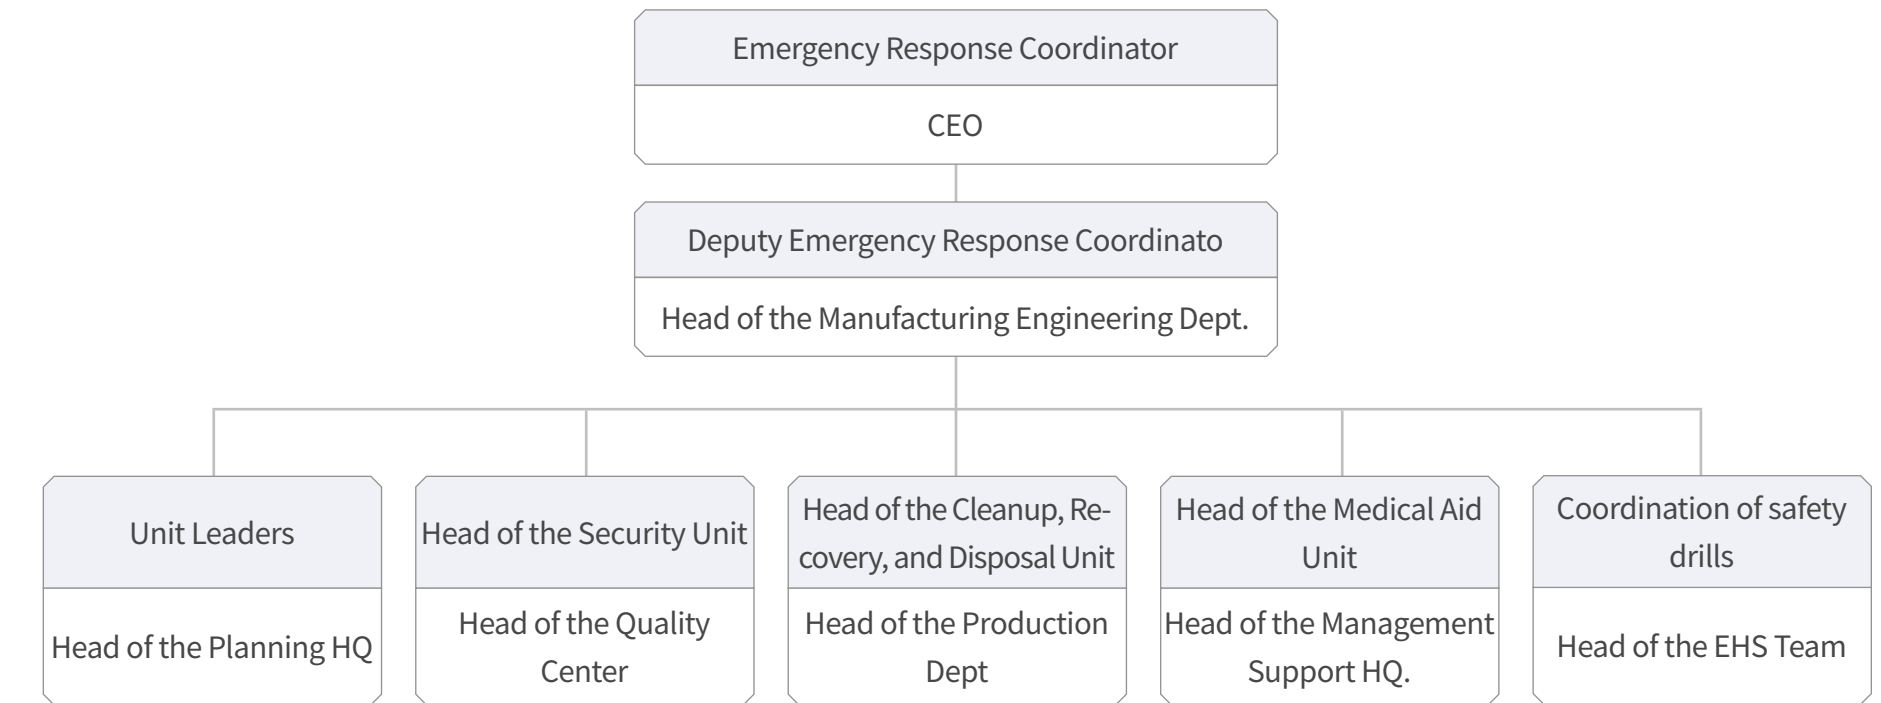 Emergency Response Coordinator
CEO
Deputy Emergency Response Coordinato
Head of the Manufacturing Engineering Dept.
Unit Leaders
Head of the Planning HQ
Head of the Security Unit
Head of the Quality
Center
Head of the Cleanup, Re-
covery, and Disposal Unit
Head of the Production
Dept
Head of the Medical Aid
Unit
Head of the Management
Support HQ.
Coordination of safety
drills
Head of the EHS Team